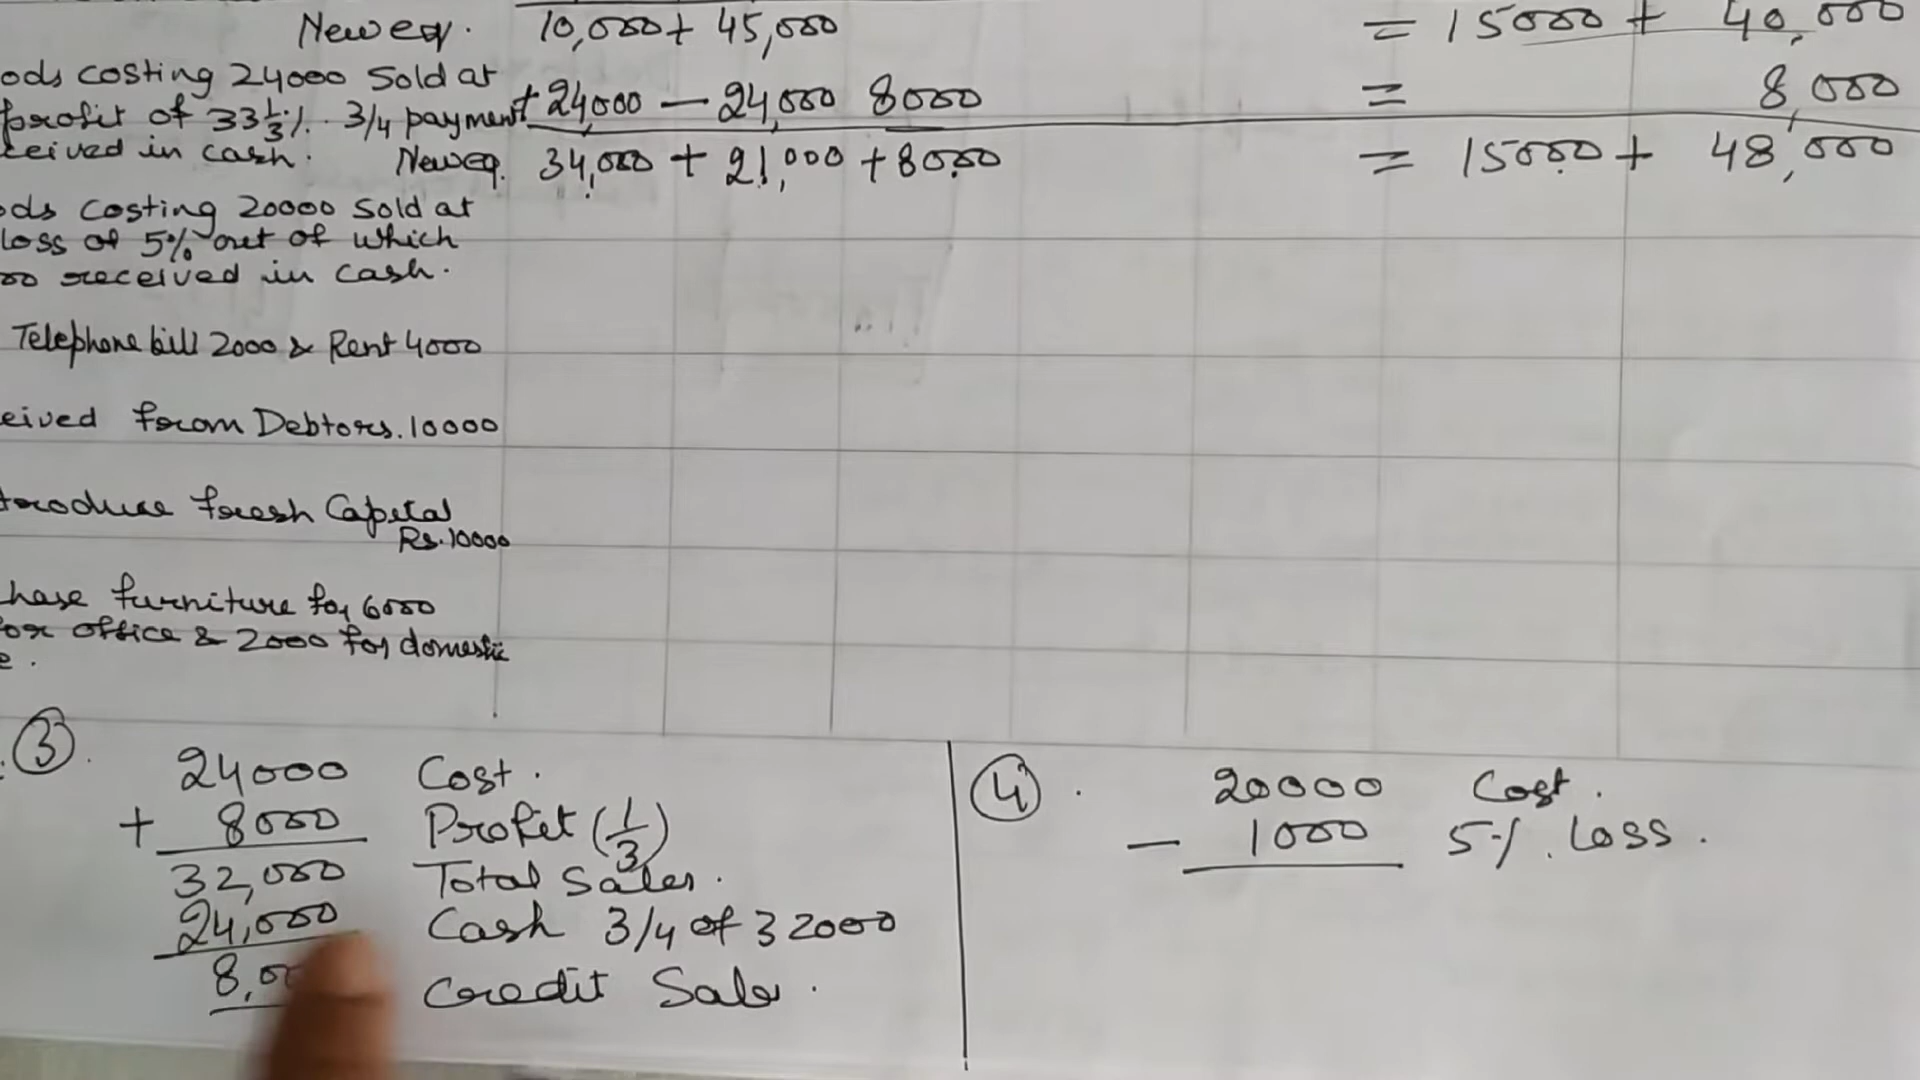 New eq. 10,000 + 45,000 = 15000 + 40,000
ods costing 24000 Sold at
profit of 33 1/3 %. 3/4 payment + 24,000 — 24,000 8000 = 8,000
ceived in cash. New eq. 34,000 + 21,000 + 8000 = 15000 + 48,000
ods costing 20000 Sold at
loss of 5% out of which
00 received in cash.
Telephone bill 2000 & Rent 4000
eived from Debtors. 10000
troduce fresh Capital
Rs. 10000
hase furniture for 6000
for office & 2000 for domestic
e.
3
24000 Cost.
+ 8000 Profit (1/3)
32,000 Total Sales.
24,000 Cash 3/4 of 32000
8,00 Credit Sales.
4
20000 Cost.
— 1000 5%. Loss.